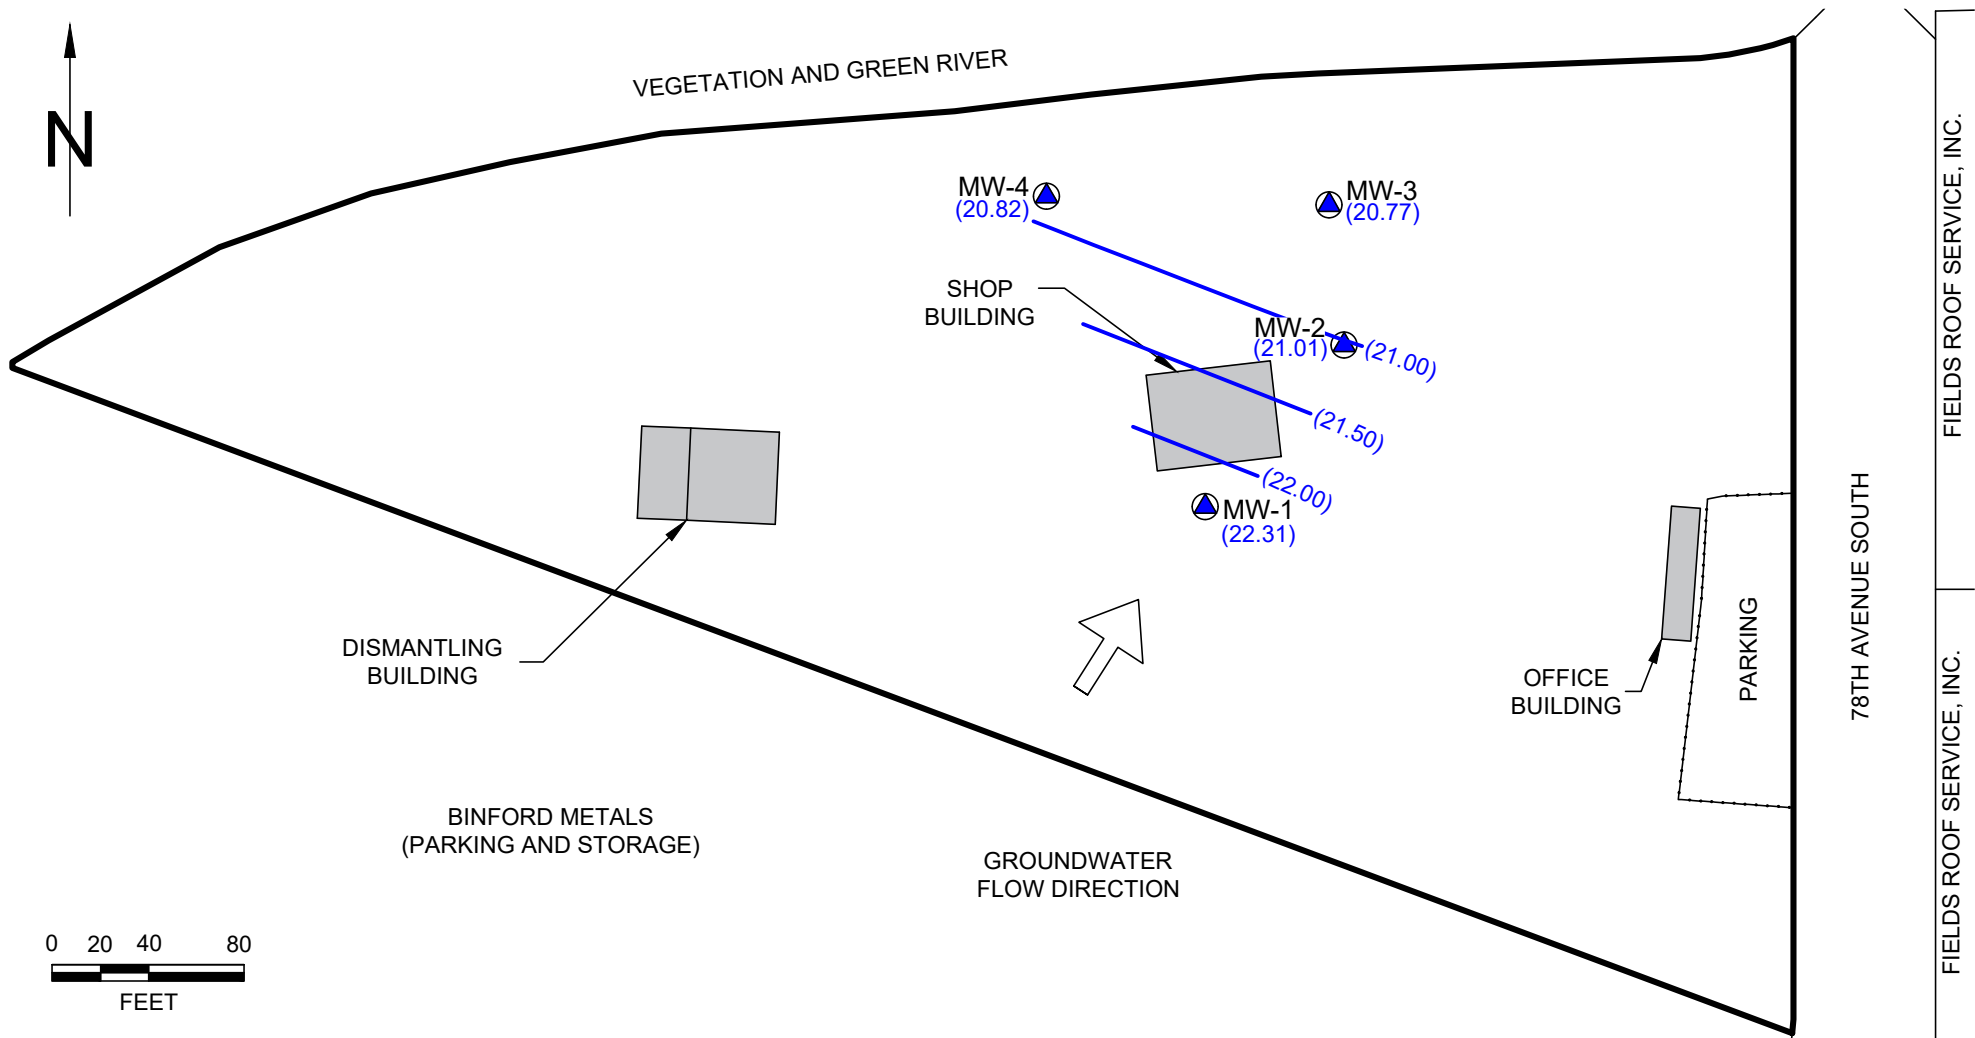 VEGETATION AND GREEN RIVER
N
MW-4
(20.82)
MW-3
(20.77)
SHOP
BUILDING
MW-2
(21.01)
(21.00)
(21.50)
(22.00)
MW-1
(22.31)
DISMANTLING
BUILDING
OFFICE
BUILDING
PARKING
78TH AVENUE SOUTH
FIELDS ROOF SERVICE, INC.
FIELDS ROOF SERVICE, INC.
BINFORD METALS
(PARKING AND STORAGE)
GROUNDWATER
FLOW DIRECTION
0 20 40 80
FEET